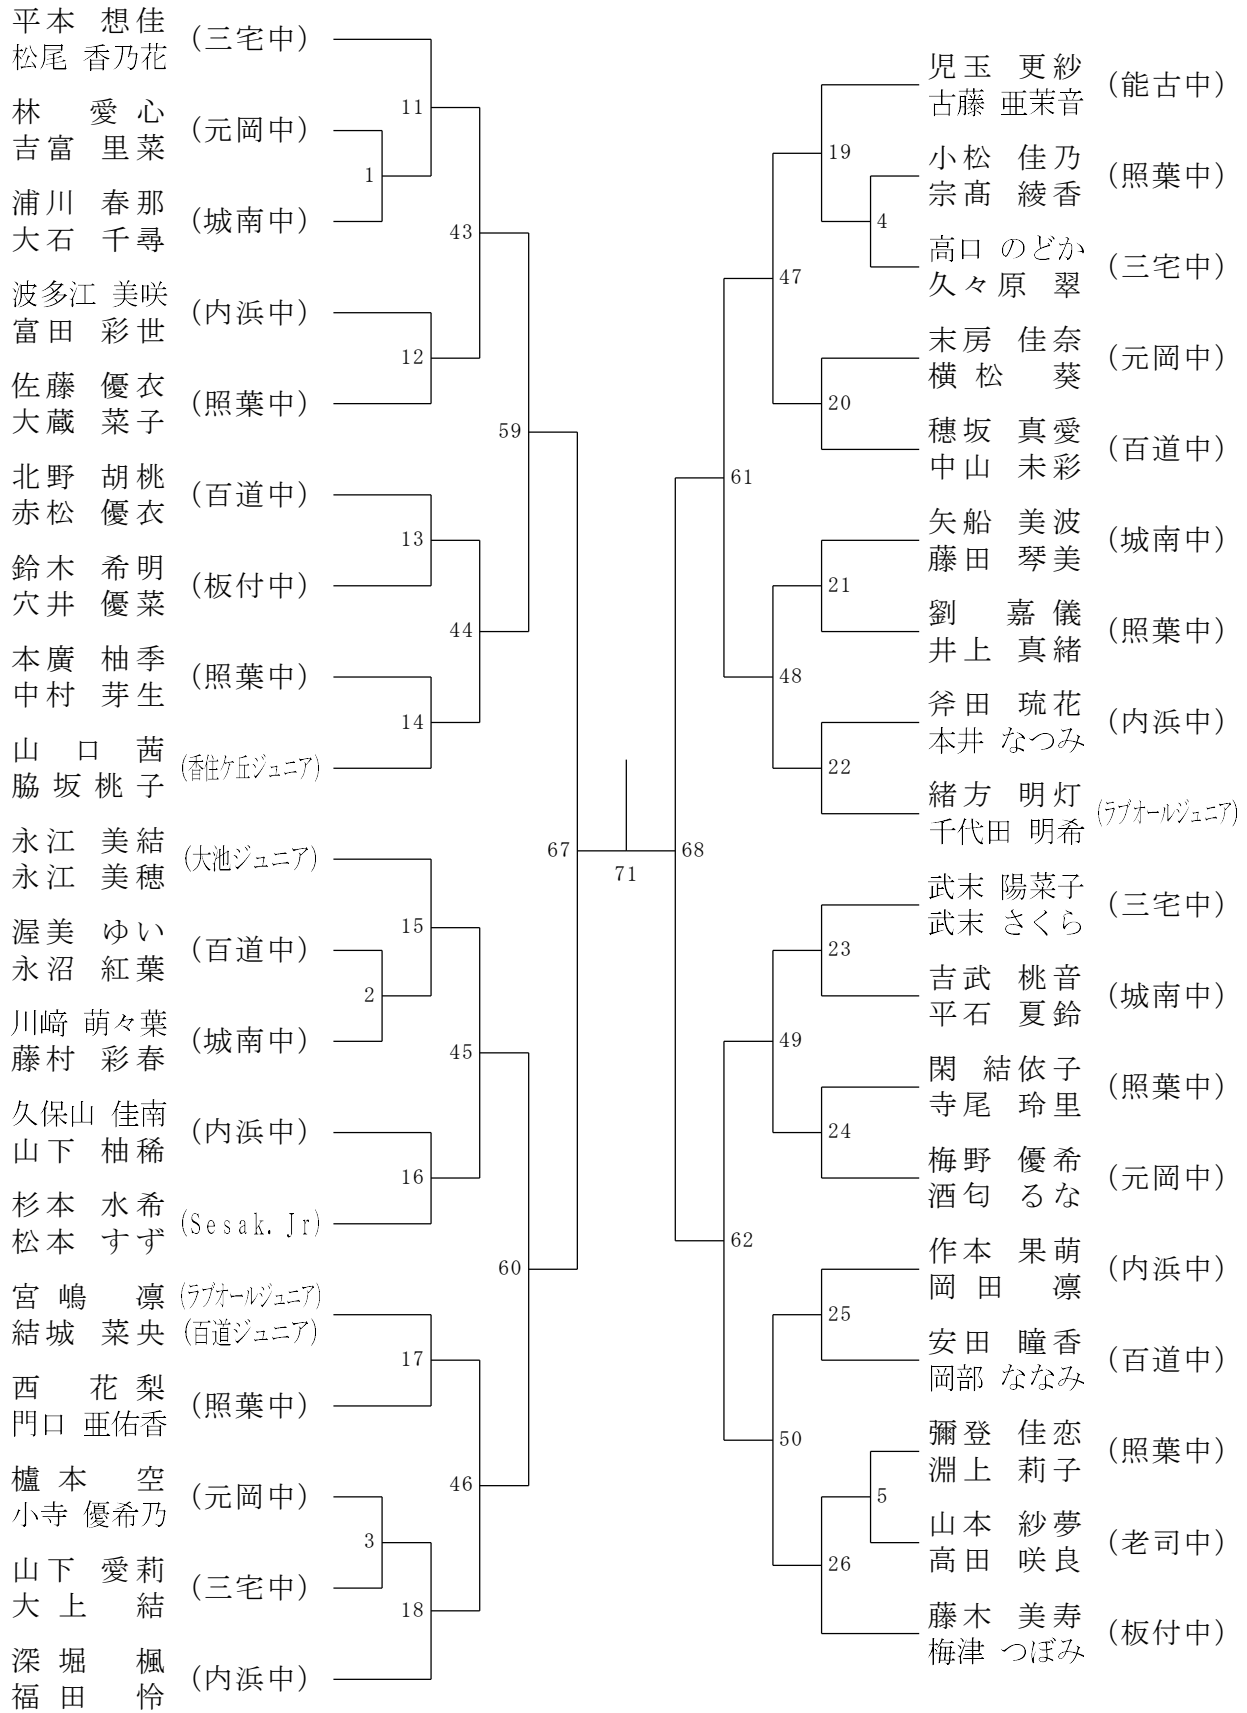 平本 想佳
松尾 香乃花
(三宅中)
林 愛心
吉富 里菜
(元岡中)
浦川 春那
大石 千尋
(城南中)
波多江 美咲
富田 彩世
(内浜中)
佐藤 優衣
大蔵 菜子
(照葉中)
北野 胡桃
赤松 優衣
(百道中)
鈴木 希明
穴井 優菜
(板付中)
本廣 柚季
中村 芽生
(照葉中)
山口 茜
脇坂 桃子
(香住ケ丘ジュニア)
永江 美結
永江 美穂
(大池ジュニア)
渥美 ゆい
永沼 紅葉
(百道中)
川﨑 萌々葉
藤村 彩春
(城南中)
久保山 佳南
山下 柚稀
(内浜中)
杉本 水希
松本 すず
(Sesak.Jr)
宮嶋 凛 (ラブオールジュニア)
結城 菜央 (百道ジュニア)
西 花梨
門口 亜佑香
(照葉中)
櫨本 空
小寺 優希乃
(元岡中)
山下 愛莉
大上 結
(三宅中)
深堀 楓
福田 怜
(内浜中)
1
2
3
11
12
13
14
15
16
17
18
43
44
45
46
59
60
67
71
68
61
62
47
48
49
50
19
20
21
22
23
24
25
26
4
5
児玉 更紗
古藤 亜茉音
(能古中)
小松 佳乃
宗髙 綾香
(照葉中)
高口 のどか
久々原 翠
(三宅中)
末房 佳奈
横松 葵
(元岡中)
穂坂 真愛
中山 未彩
(百道中)
矢船 美波
藤田 琴美
(城南中)
劉 嘉儀
井上 真緒
(照葉中)
斧田 琉花
本井 なつみ
(内浜中)
緒方 明灯
千代田 明希
(ラブオールジュニア)
武末 陽菜子
武末 さくら
(三宅中)
吉武 桃音
平石 夏鈴
(城南中)
閑 結依子
寺尾 玲里
(照葉中)
梅野 優希
酒匂 るな
(元岡中)
作本 果萌
岡田 凛
(内浜中)
安田 瞳香
岡部 ななみ
(百道中)
彌登 佳恋
淵上 莉子
(照葉中)
山本 紗夢
高田 咲良
(老司中)
藤木 美寿
梅津 つぼみ
(板付中)